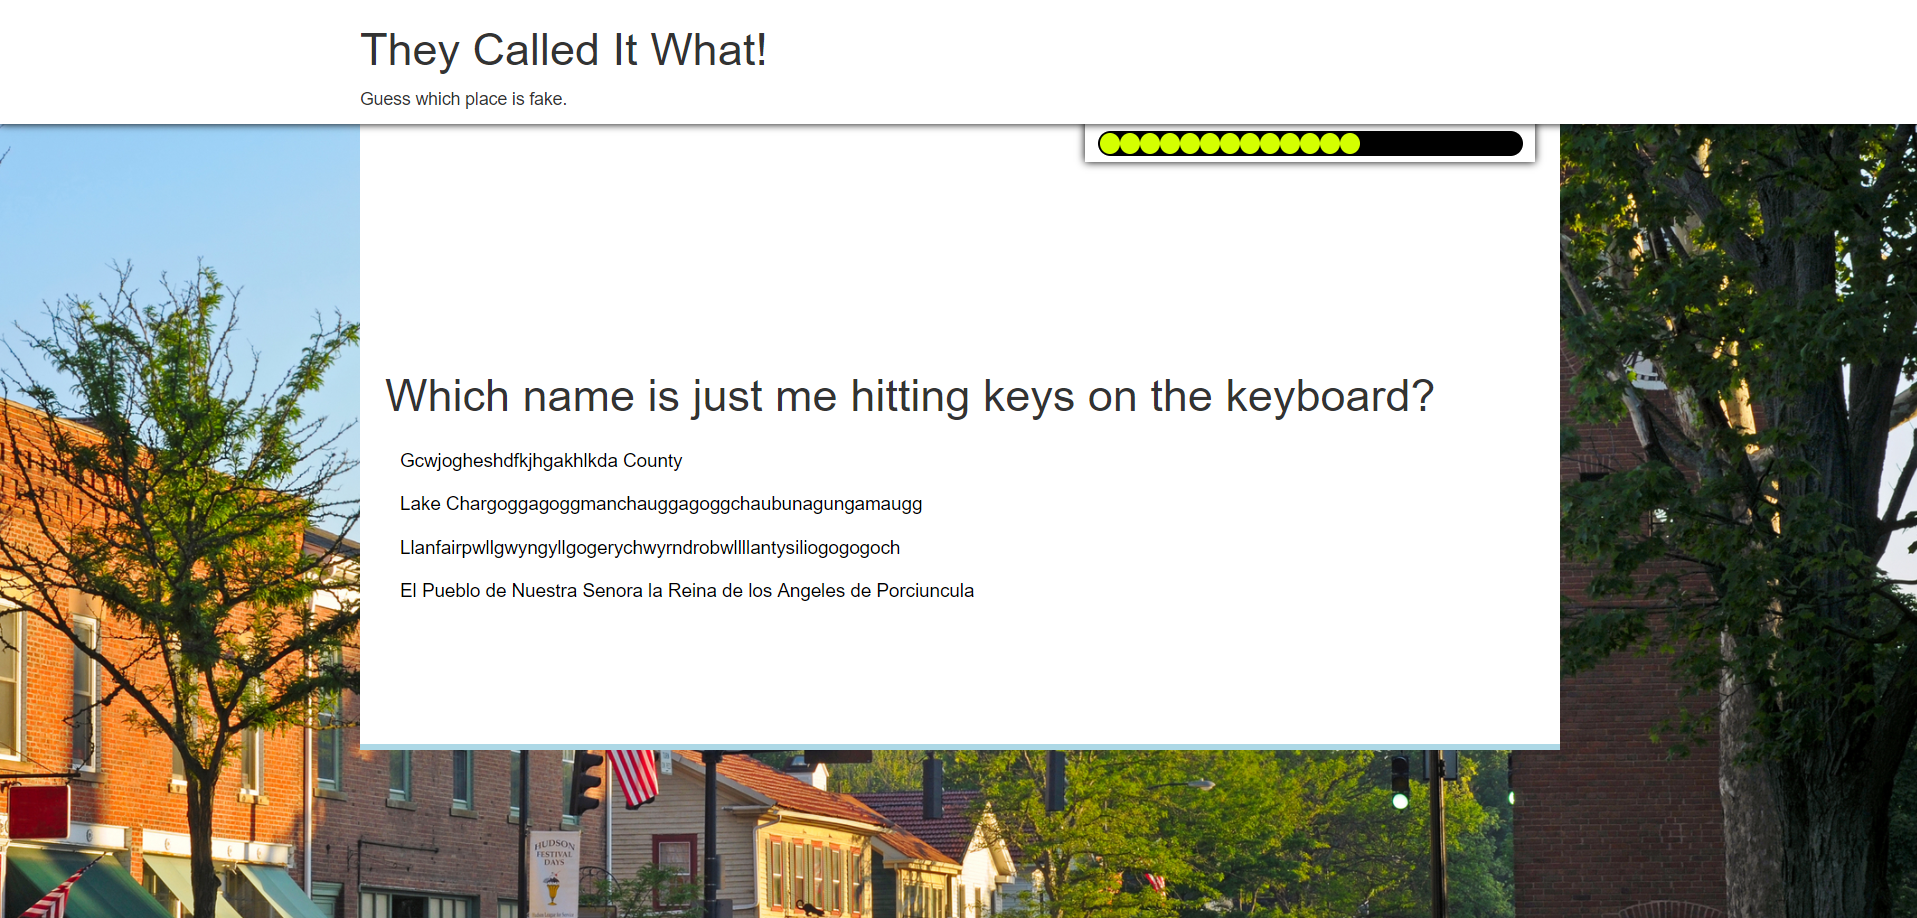 They Called It What!
Guess which place is fake.
Which name is just me hitting keys on the keyboard?
Gcwjogheshdfkjhgakhlkda County
Lake Chargoggagoggmanchauggagoggchaubunagungamaugg
Llanfairpwllgwyngyllgogerychwyrndrobwllllantysiliogogogoch
El Pueblo de Nuestra Senora la Reina de los Angeles de Porciuncula
HUDSON
FESTIVAL
DAYS